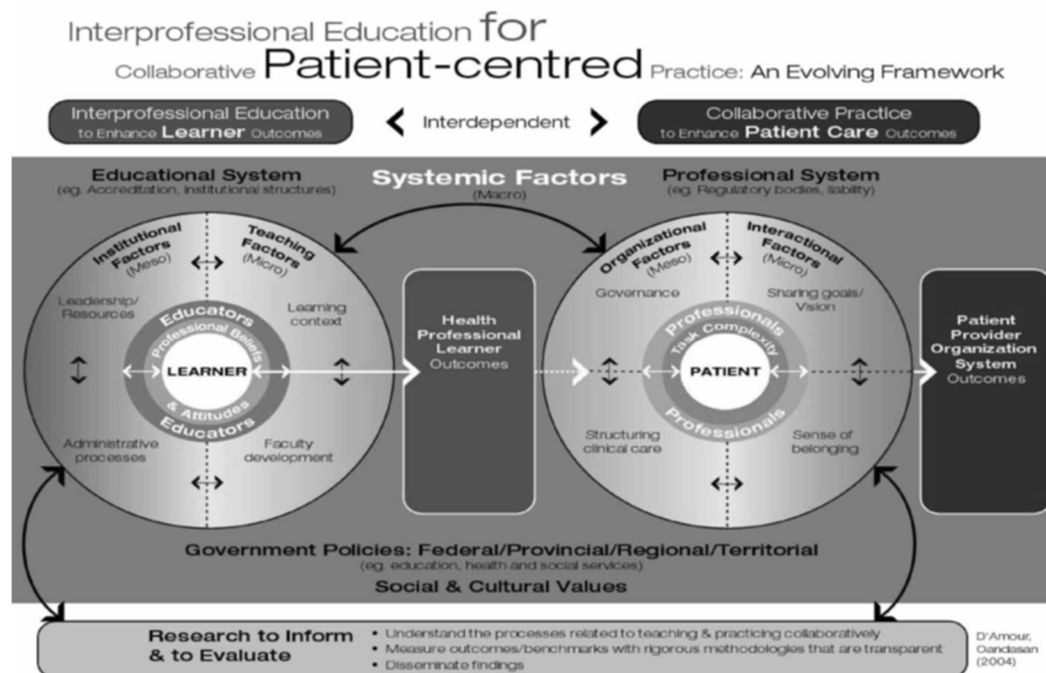 Interprofessional Education for
Collaborative Patient-centred Practice: An Evolving Framework
Interprofessional Education
to Enhance Learner Outcomes
Interdependent
Collaborative Practice
to Enhance Patient Care Outcomes
Educational System
(eg. Accreditation, institutional structures)
Systemic Factors
(Macro)
Professional System
(eg. Regulatory bodies, liability)
Institutional
Factors
(Meso)
Teaching
Factors
(Micro)
Leadership/
Resources
Learning
context
Educators
Professional Beliefs
LEARNER
& Attitudes
Educators
Administrative
processes
Faculty
development
Health
Professional
Learner
Outcomes
Organizational
Factors
(Meso)
Interactional
Factors
(Micro)
Governance
Sharing goals/
Vision
Professionals
Task Complexity
PATIENT
Professionals
Structuring
clinical care
Sense of
belonging
Patient
Provider
Organization
System
Outcomes
Government Policies: Federal/Provincial/Regional/Territorial
(eg. education, health and social services)
Social & Cultural Values
Research to Inform
& to Evaluate
• Understand the processes related to teaching & practicing collaboratively
• Measure outcomes/benchmarks with rigorous methodologies that are transparent
• Disseminate findings
D'Amour,
Oandasan
(2004)